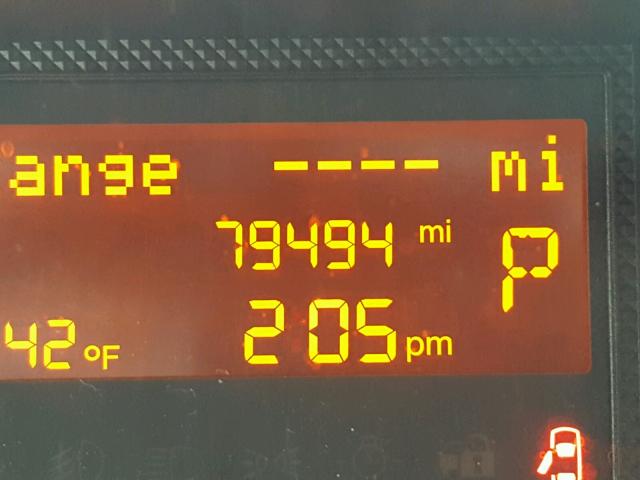 ange ---- mi
79494 mi P
42°F 2 05 pm